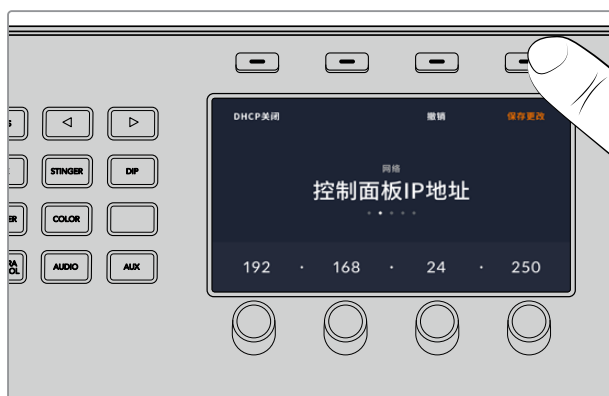 DHCP关闭 撤销 保存更改
网络
控制面板IP地址
192 · 168 · 24 · 250
◁ ▷
STINGER DIP
COLOR
AUDIO AUX